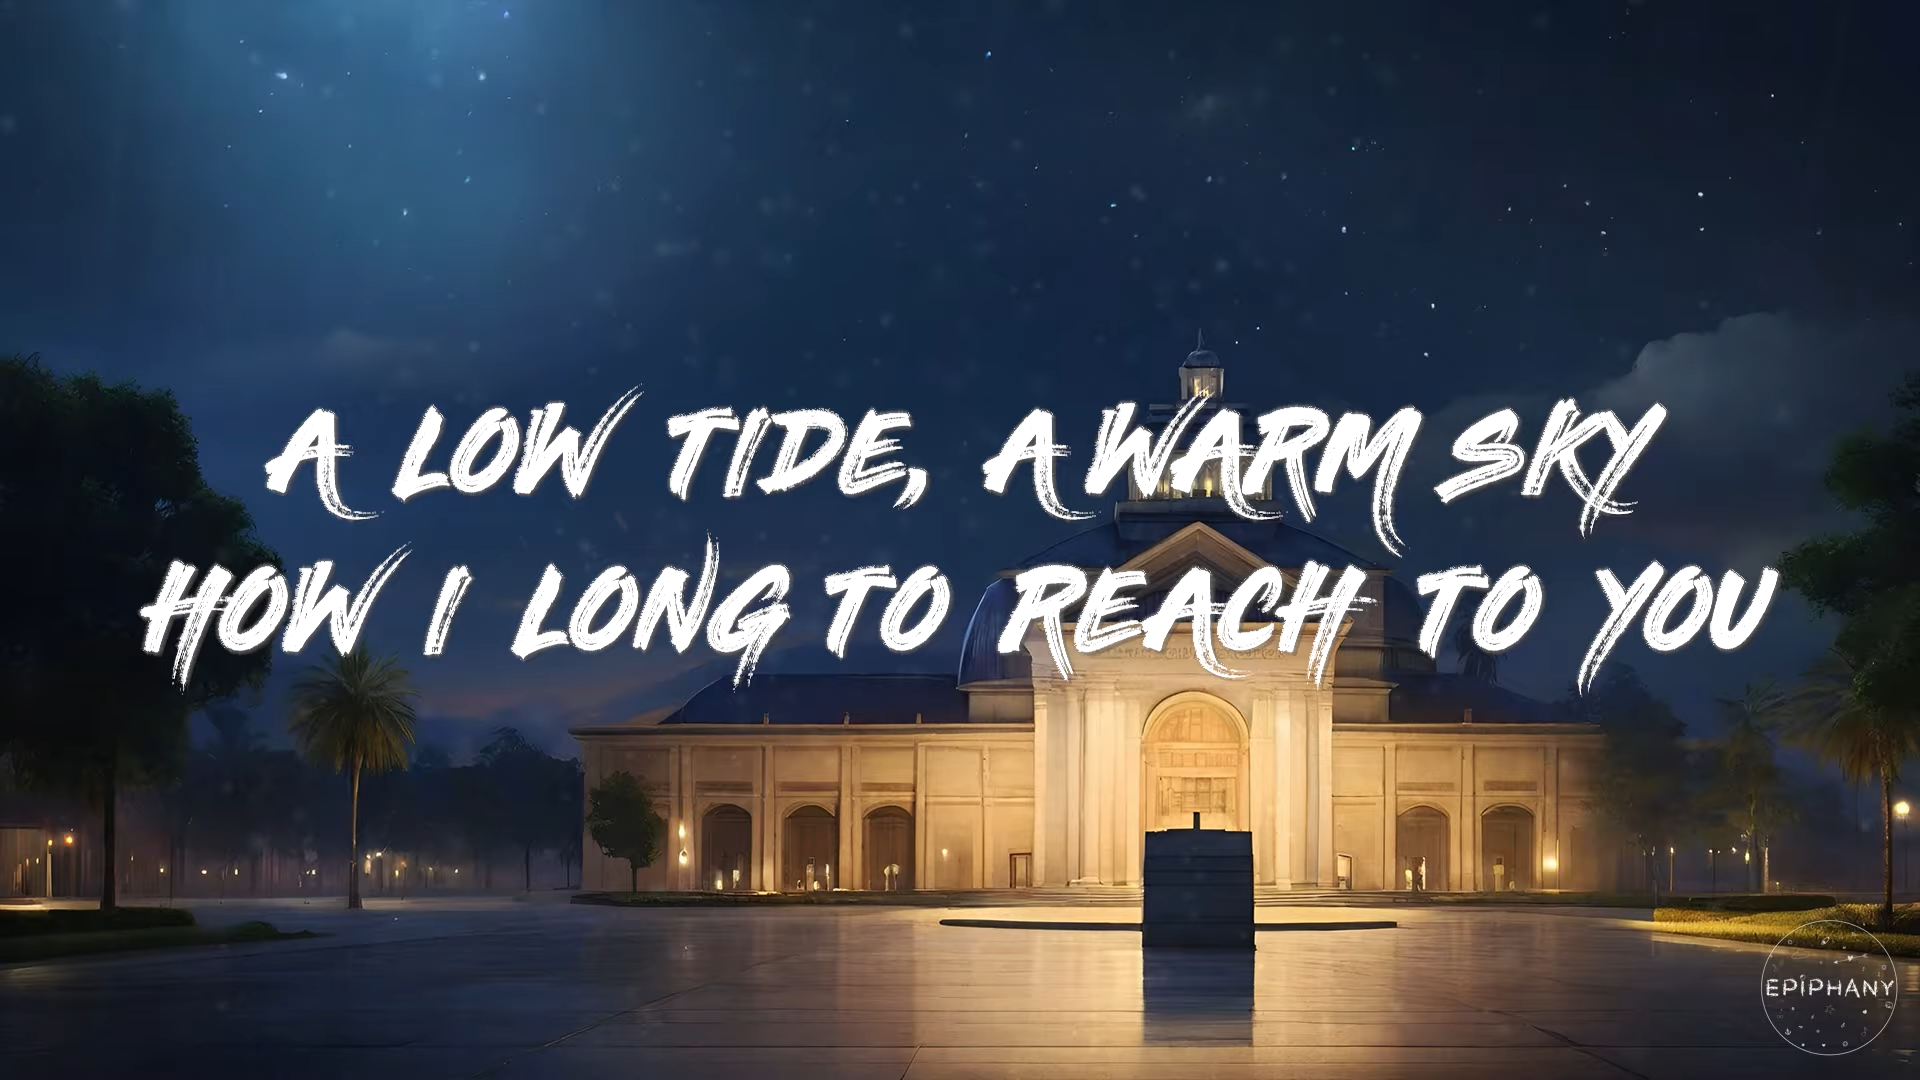 A LOW TIDE, A WARM SKY
HOW I LONG TO REACH TO YOU
EPIPHANY